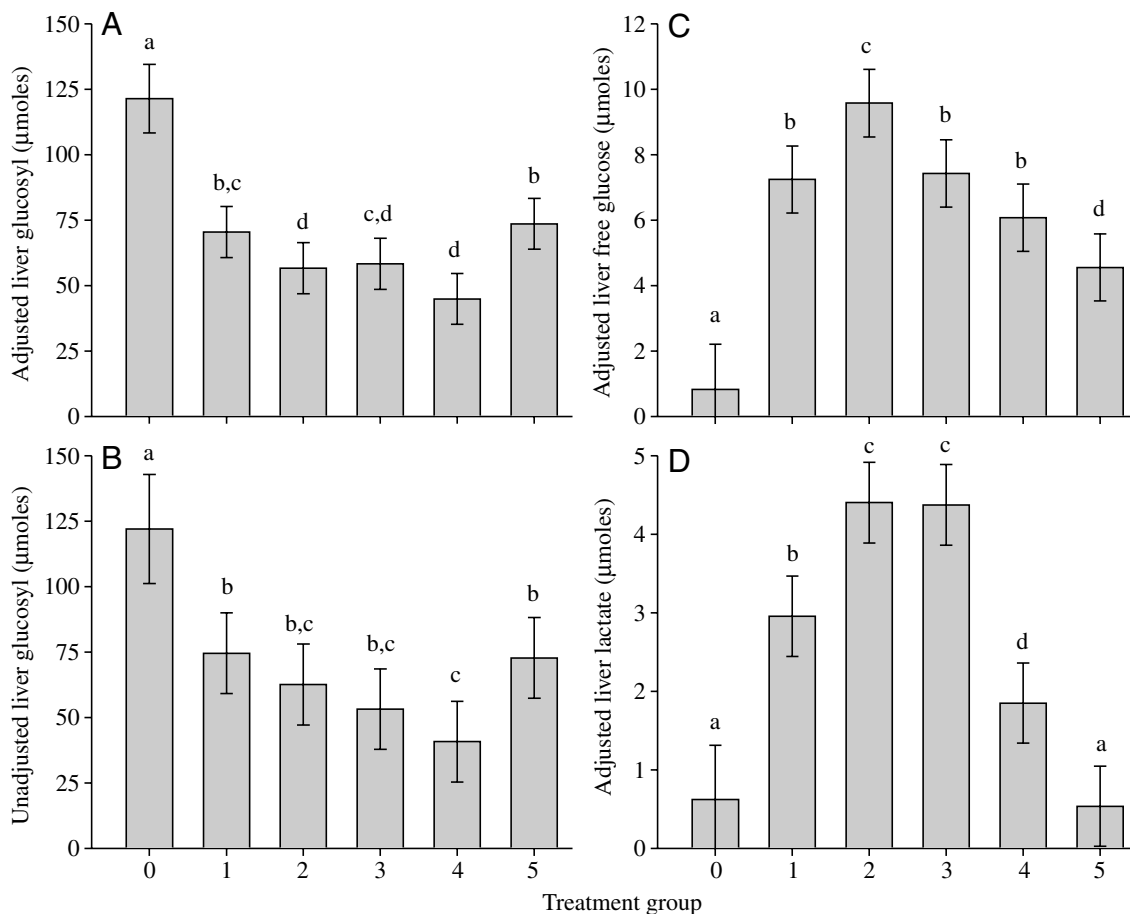 A
Adjusted liver glucosyl (µmoles)
150
125
100
75
50
25
0
a
b,c
d
c,d
d
b
C
Adjusted liver free glucose (µmoles)
12
10
8
6
4
2
0
a
b
c
b
b
d
B
Unadjusted liver glucosyl (µmoles)
150
125
100
75
50
25
0
a
b
b,c
b,c
c
b
0 1 2 3 4 5
D
Adjusted liver lactate (µmoles)
5
4
3
2
1
0
a
b
c
c
d
a
0 1 2 3 4 5
Treatment group